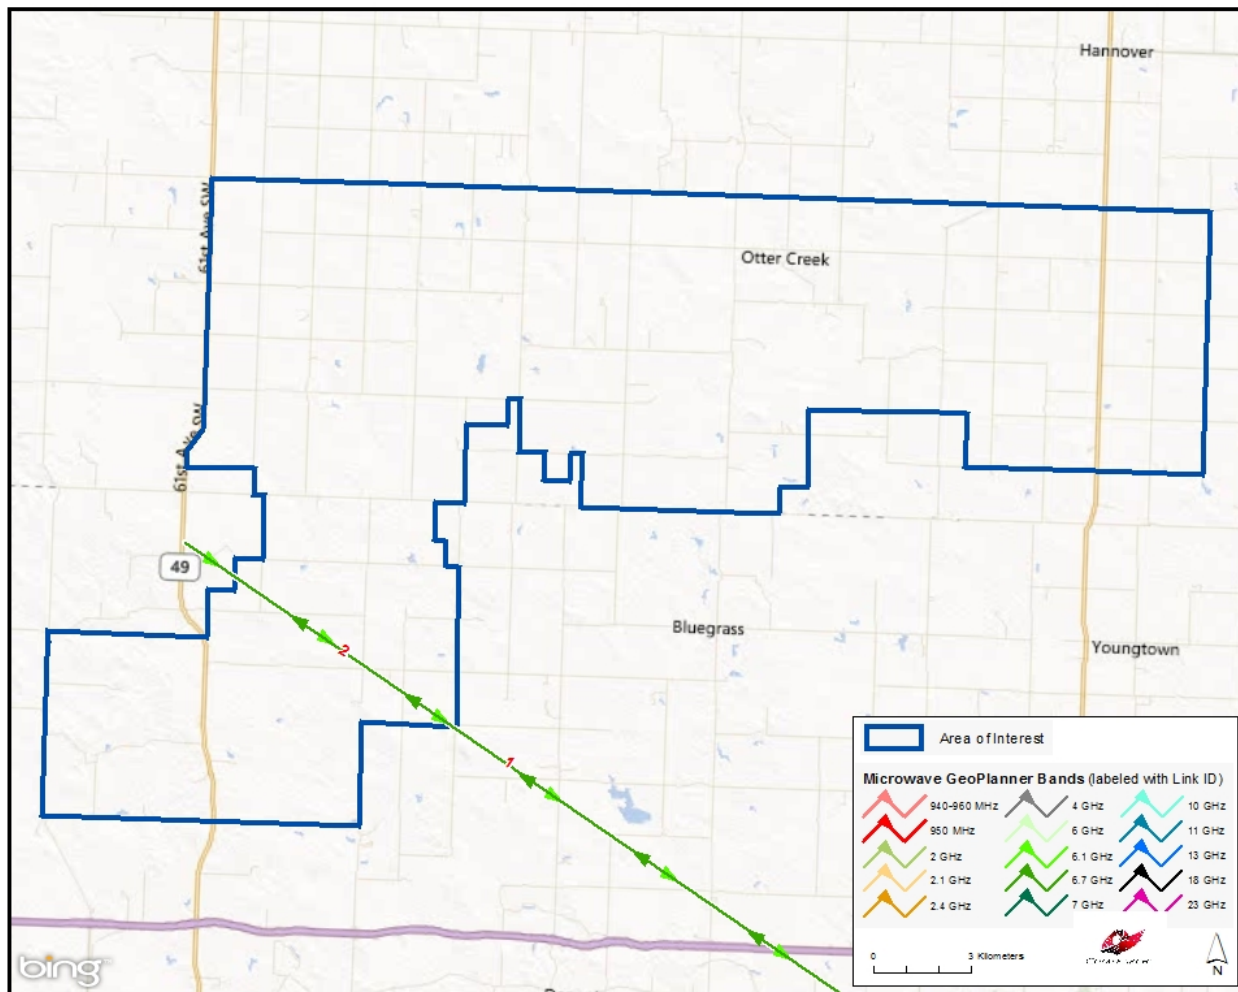 Hannover
61st Ave SW
Otter Creek
61st Ave SW
49
2
Bluegrass
Youngtown
1
Area of Interest
Microwave GeoPlanner Bands (labeled with Link ID)
940-960 MHz
4 GHz
10 GHz
950 MHz
6 GHz
11 GHz
2 GHz
6.1 GHz
13 GHz
2.1 GHz
6.7 GHz
18 GHz
2.4 GHz
7 GHz
23 GHz
0
3 Kilometers
N
bing